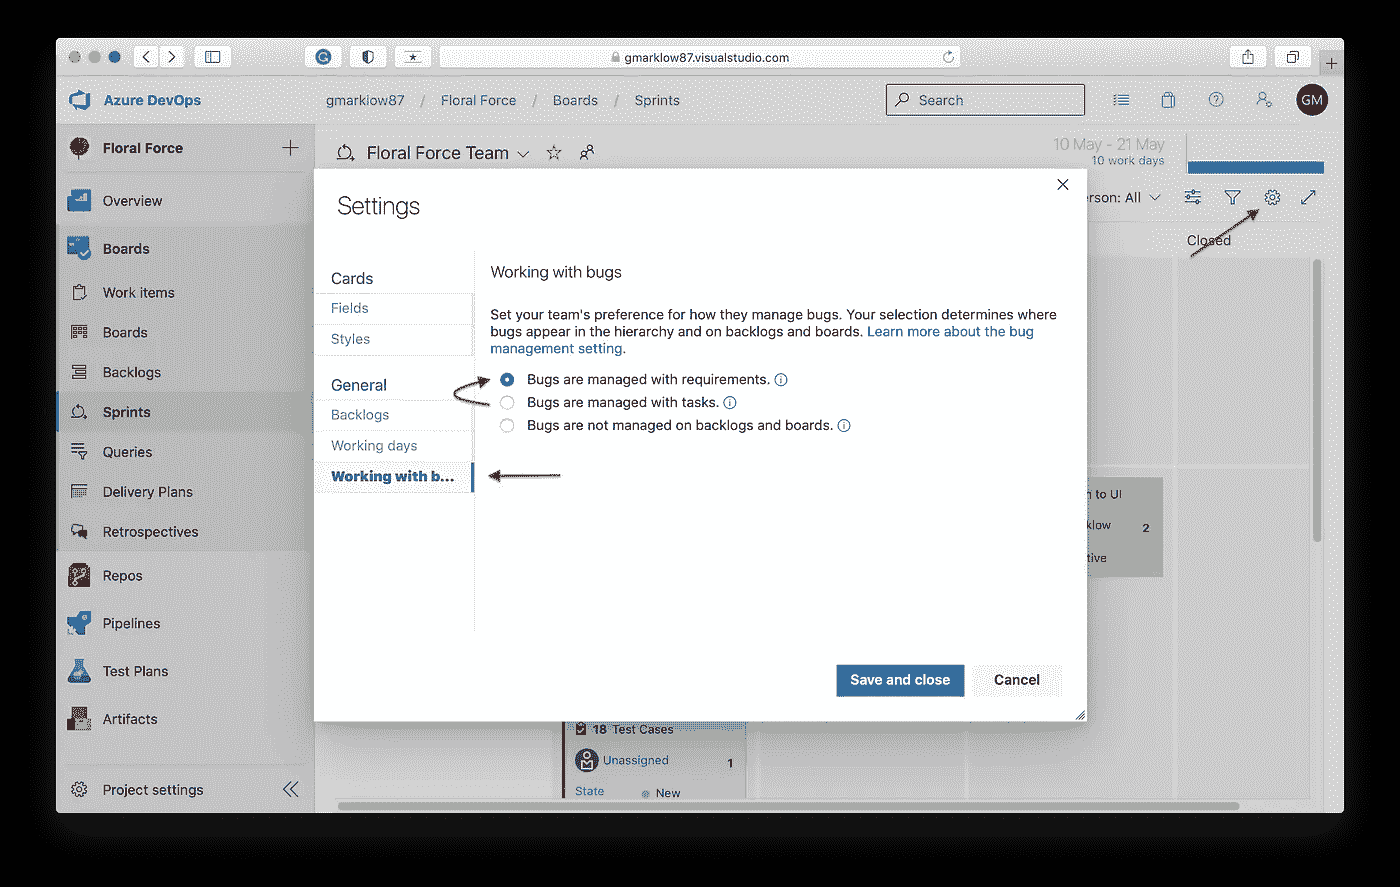 gmarklow87.visualstudio.com
Azure DevOps
gmarklow87 / Floral Force / Boards / Sprints
Search
GM
Floral Force
Floral Force Team
10 May - 21 May
10 work days
Overview
Boards
Work items
Boards
Backlogs
Sprints
Queries
Delivery Plans
Retrospectives
Repos
Pipelines
Test Plans
Artifacts
Project settings
erson: All
Closed
Settings
Cards
Fields
Styles
General
Backlogs
Working days
Working with b...
Working with bugs
Set your team's preference for how they manage bugs. Your selection determines where
bugs appear in the hierarchy and on backlogs and boards. Learn more about the bug
management setting.
Bugs are managed with requirements.
Bugs are managed with tasks.
Bugs are not managed on backlogs and boards.
Save and close
Cancel
n to UI
klow
2
tive
18 Test Cases
Unassigned
1
State
New